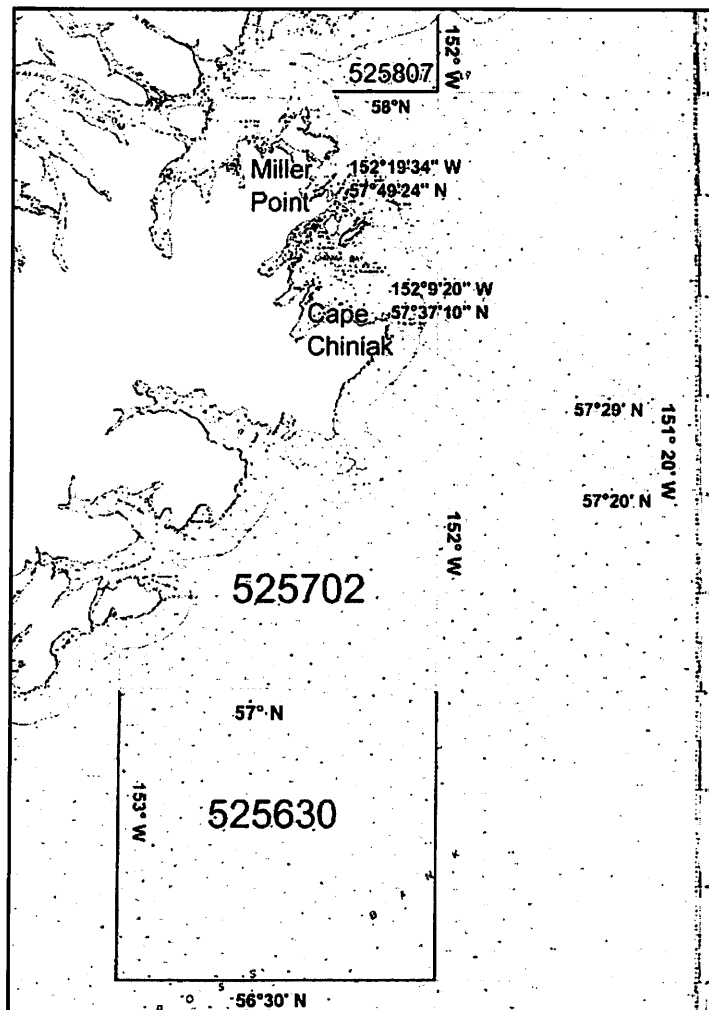 152° W
525807
58°N
Miller
Point
152°19'34" W
57°49'24" N
152°9'20" W
57°37'10" N
Cape
Chiniak
57°29' N
151° 20' W
57°20' N
152° W
525702
57° N
153° W
525630
B A N K
56°30' N